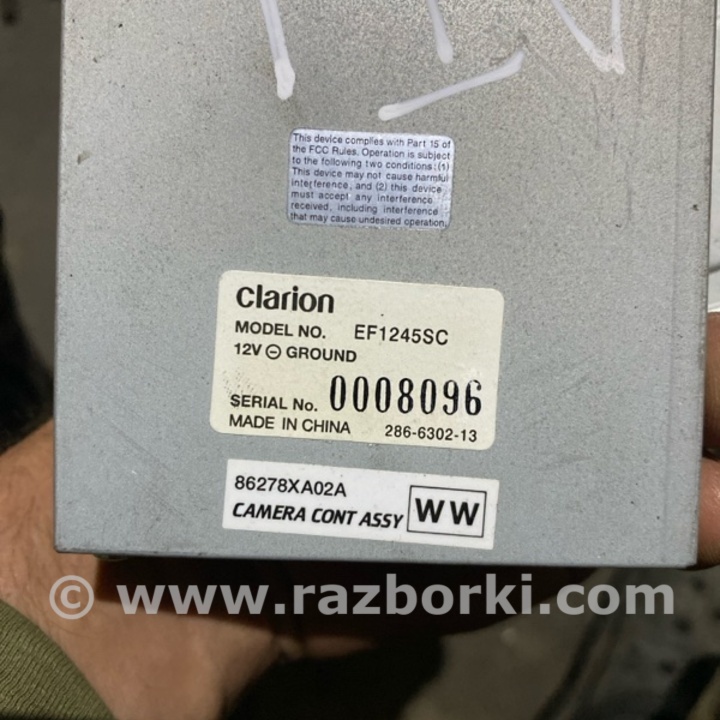 This device complies with Part 15 of
the FCC Rules. Operation is subject
to the following two conditions: (1)
This device may not cause harmful
interference, and (2) this device
must accept any interference
received, including interference
that may cause undesired operation.
Clarion
MODEL NO. EF1245SC
12V ⊖ GROUND
SERIAL No. 0008096
MADE IN CHINA 286-6302-13
86278XA02A
CAMERA CONT ASSY WW
© www.razborki.com